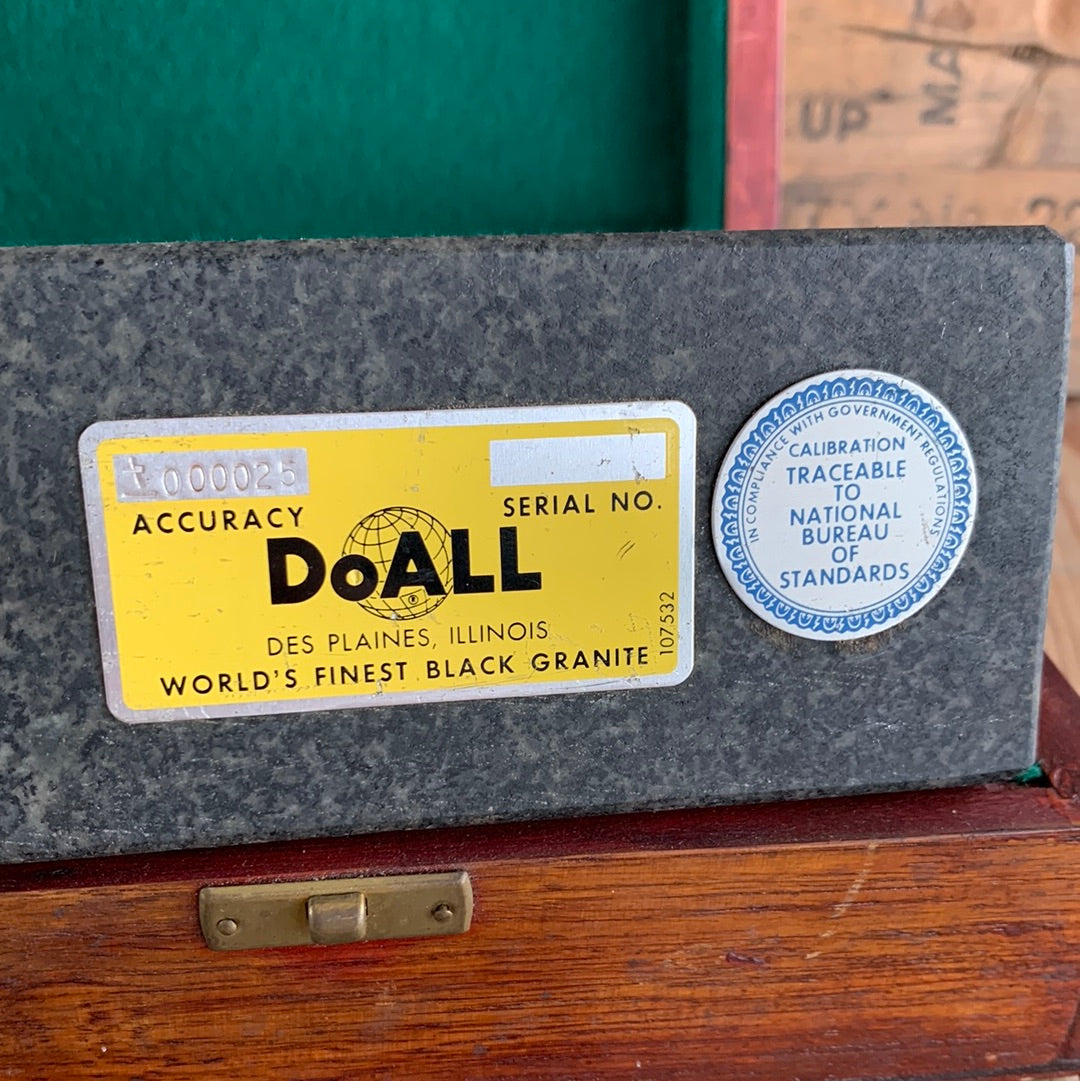 UP
MA
±000025
ACCURACY
SERIAL NO.
DoALL
DES PLAINES, ILLINOIS
WORLD'S FINEST BLACK GRANITE
107532
IN COMPLIANCE WITH GOVERNMENT REGULATIONS
CALIBRATION
TRACEABLE
TO
NATIONAL
BUREAU
OF
STANDARDS